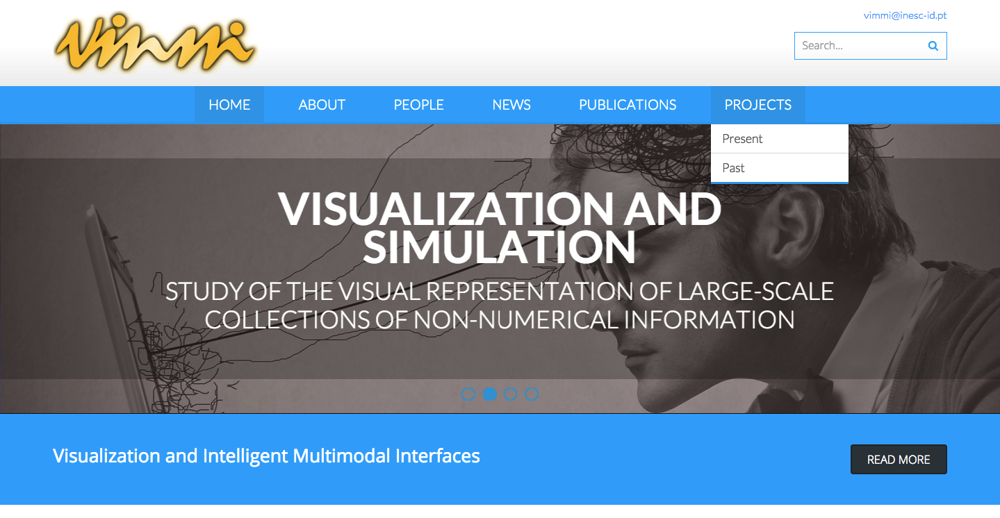 vimmi
vimmi@inesc-id.pt
Search...
HOME ABOUT PEOPLE NEWS PUBLICATIONS PROJECTS
Present
Past
VISUALIZATION AND
SIMULATION
STUDY OF THE VISUAL REPRESENTATION OF LARGE-SCALE
COLLECTIONS OF NON-NUMERICAL INFORMATION
Visualization and Intelligent Multimodal Interfaces
READ MORE